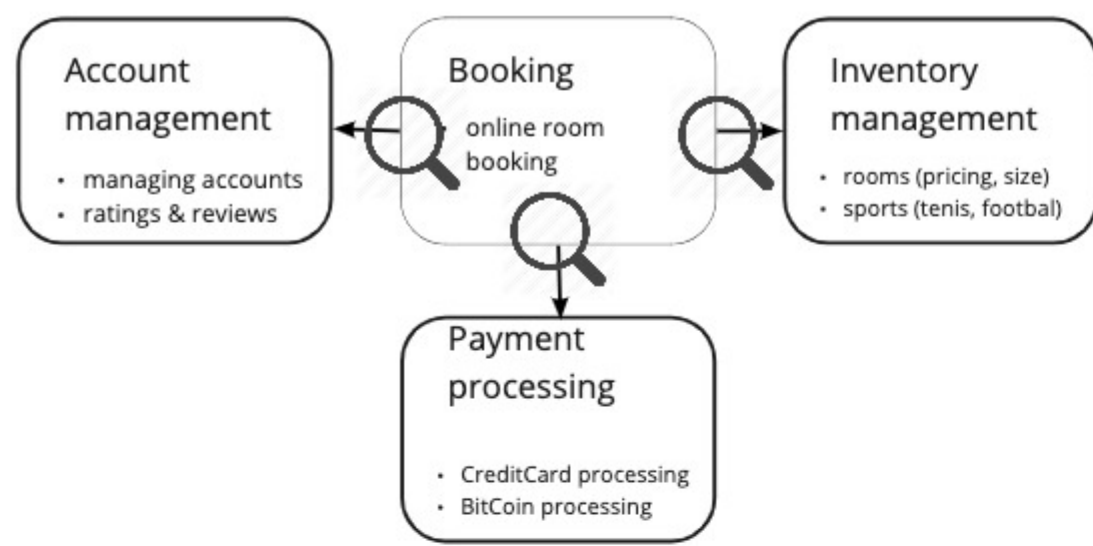 Account
management
• managing accounts
• ratings & reviews
Booking
• online room
booking
Inventory
management
• rooms (pricing, size)
• sports (tenis, footbal)
Payment
processing
• CreditCard processing
• BitCoin processing